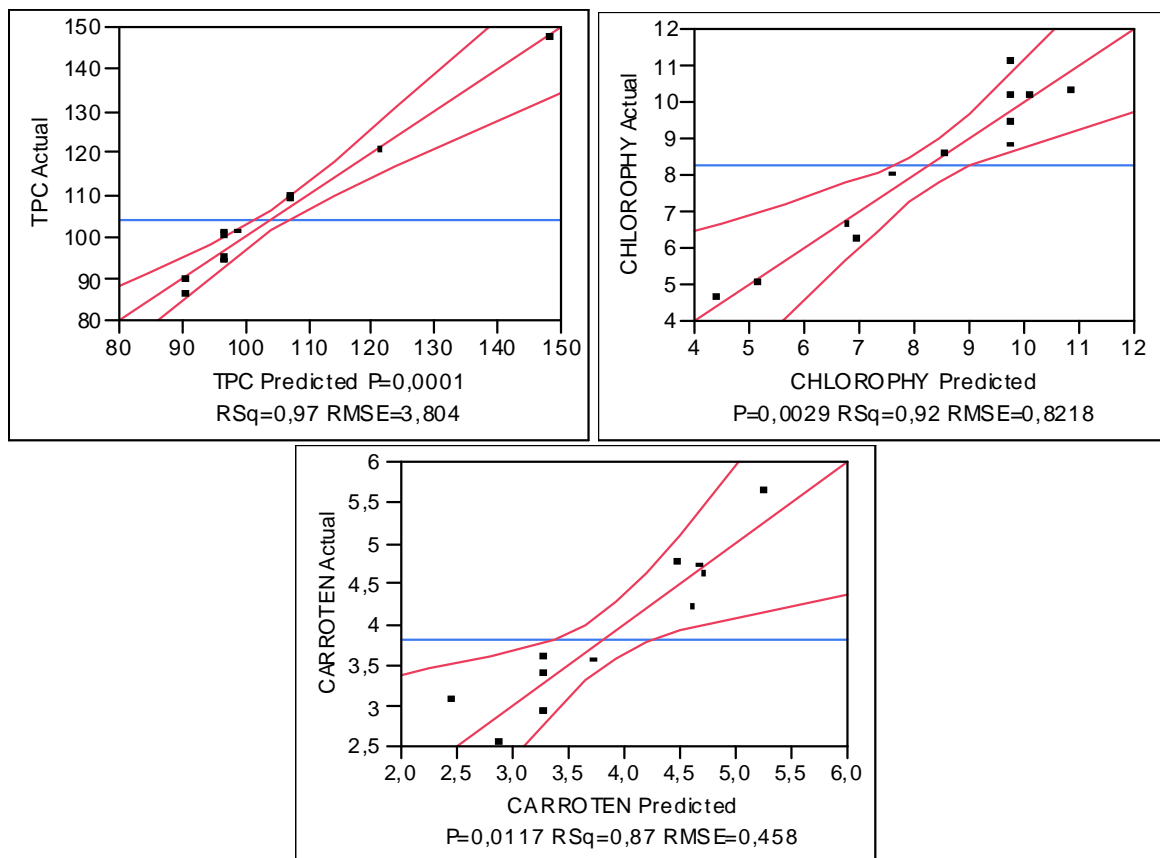 TPC Actual
150
140
130
120
110
100
90
80
80 90 100 110 120 130 140 150
TPC Predicted P=0,0001
RSq=0,97 RMSE=3,804
CHLOROPHY Actual
12
11
10
9
8
7
6
5
4
4 5 6 7 8 9 10 11 12
CHLOROPHY Predicted
P=0,0029 RSq=0,92 RMSE=0,8218
CARROTEN Actual
6
5,5
5
4,5
4
3,5
3
2,5
2,0 2,5 3,0 3,5 4,0 4,5 5,0 5,5 6,0
CARROTEN Predicted
P=0,0117 RSq=0,87 RMSE=0,458